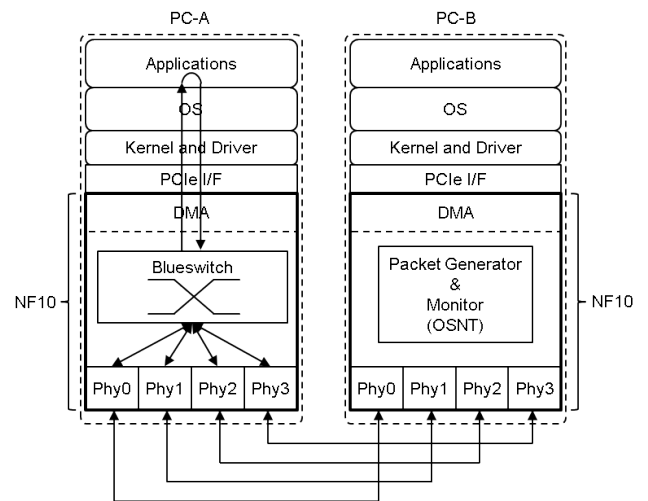 PC-A
PC-B
Applications
Applications
OS
OS
Kernel and Driver
Kernel and Driver
PCIe I/F
PCIe I/F
DMA
DMA
Blueswitch
Packet Generator
&
Monitor
(OSNT)
NF10
NF10
Phy0 Phy1 Phy2 Phy3
Phy0 Phy1 Phy2 Phy3